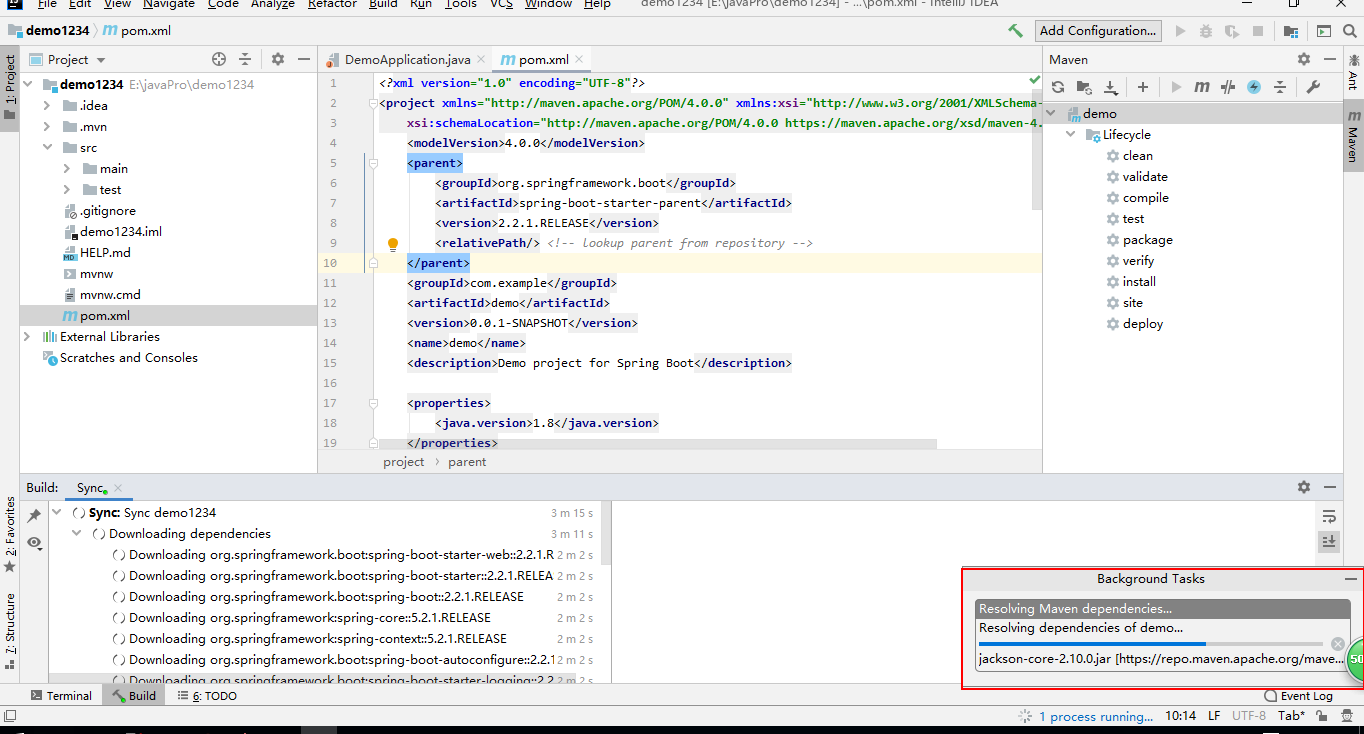 File Edit View Navigate Code Analyze Refactor Build Run Tools VCS Window Help demo1234 [E:\javaPro\demo1234] - ...\pom.xml - IntelliJ IDEA
demo1234 pom.xml Add Configuration...
Project
DemoApplication.java
pom.xml
Maven
1: Project
demo1234 E:\javaPro\demo1234
.idea
.mvn
src
main
test
.gitignore
demo1234.iml
HELP.md
mvnw
mvnw.cmd
pom.xml
External Libraries
Scratches and Consoles
1 <?xml version="1.0" encoding="UTF-8"?>
2 <project xmlns="http://maven.apache.org/POM/4.0.0" xmlns:xsi="http://www.w3.org/2001/XMLSchema-
3 xsi:schemaLocation="http://maven.apache.org/POM/4.0.0 https://maven.apache.org/xsd/maven-4.
4 <modelVersion>4.0.0</modelVersion>
5 <parent>
6 <groupId>org.springframework.boot</groupId>
7 <artifactId>spring-boot-starter-parent</artifactId>
8 <version>2.2.1.RELEASE</version>
9 <relativePath/> <!-- lookup parent from repository -->
10 </parent>
11 <groupId>com.example</groupId>
12 <artifactId>demo</artifactId>
13 <version>0.0.1-SNAPSHOT</version>
14 <name>demo</name>
15 <description>Demo project for Spring Boot</description>
16
17 <properties>
18 <java.version>1.8</java.version>
19 </properties>
project › parent
demo
Lifecycle
clean
validate
compile
test
package
verify
install
site
deploy
Ant
m Maven
Build: Sync
Sync: Sync demo1234 3 m 15 s
Downloading dependencies 3 m 11 s
Downloading org.springframework.boot:spring-boot-starter-web::2.2.1.R 2 m 2 s
Downloading org.springframework.boot:spring-boot-starter::2.2.1.RELEA 2 m 2 s
Downloading org.springframework.boot:spring-boot::2.2.1.RELEASE 2 m 2 s
Downloading org.springframework:spring-core::5.2.1.RELEASE 2 m 2 s
Downloading org.springframework:spring-context::5.2.1.RELEASE 2 m 2 s
Downloading org.springframework.boot:spring-boot-autoconfigure::2.2.1 2 m 2 s
Downloading org.springframework.boot:spring-boot-starter-logging::2.2 2 m 2 s
2: Favorites
7: Structure
Background Tasks
Resolving Maven dependencies...
Resolving dependencies of demo...
jackson-core-2.10.0.jar [https://repo.maven.apache.org/mave...
50
Terminal Build 6: TODO Event Log
1 process running... 10:14 LF UTF-8 Tab*